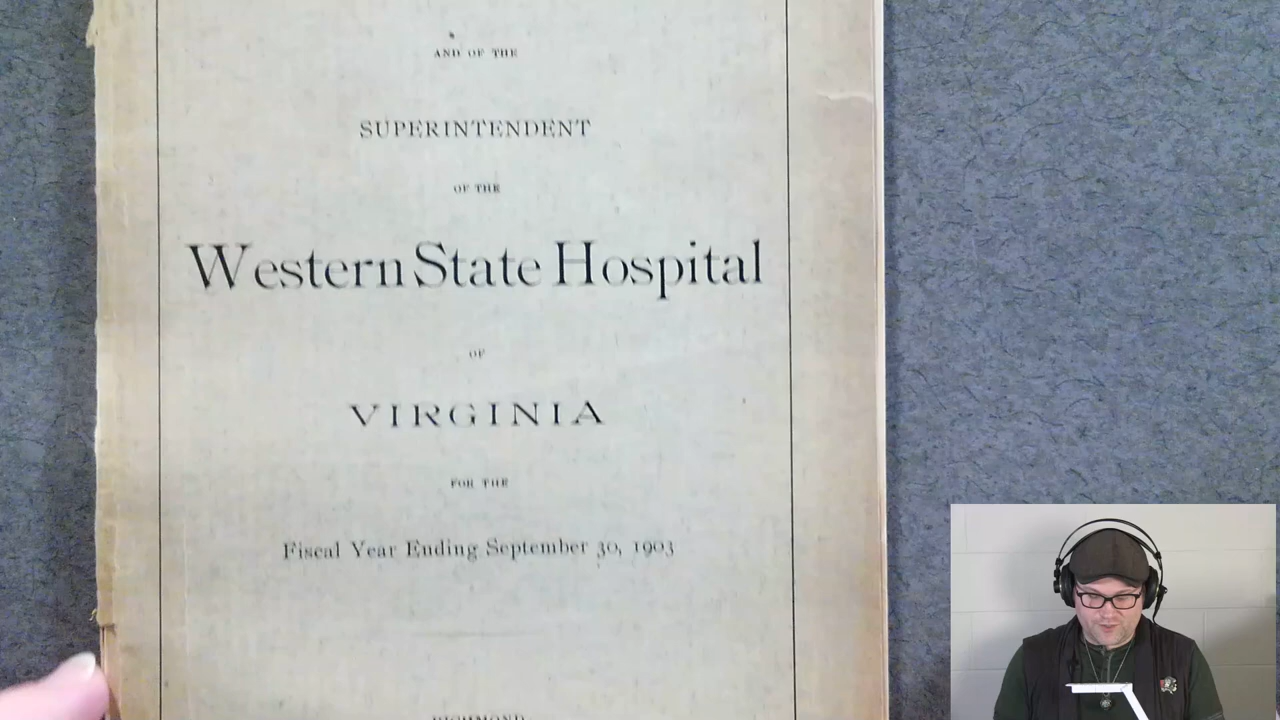 AND OF THE
SUPERINTENDENT
OF THE
Western State Hospital
OF
VIRGINIA
FOR THE
Fiscal Year Ending September 30, 1903
RICHMOND